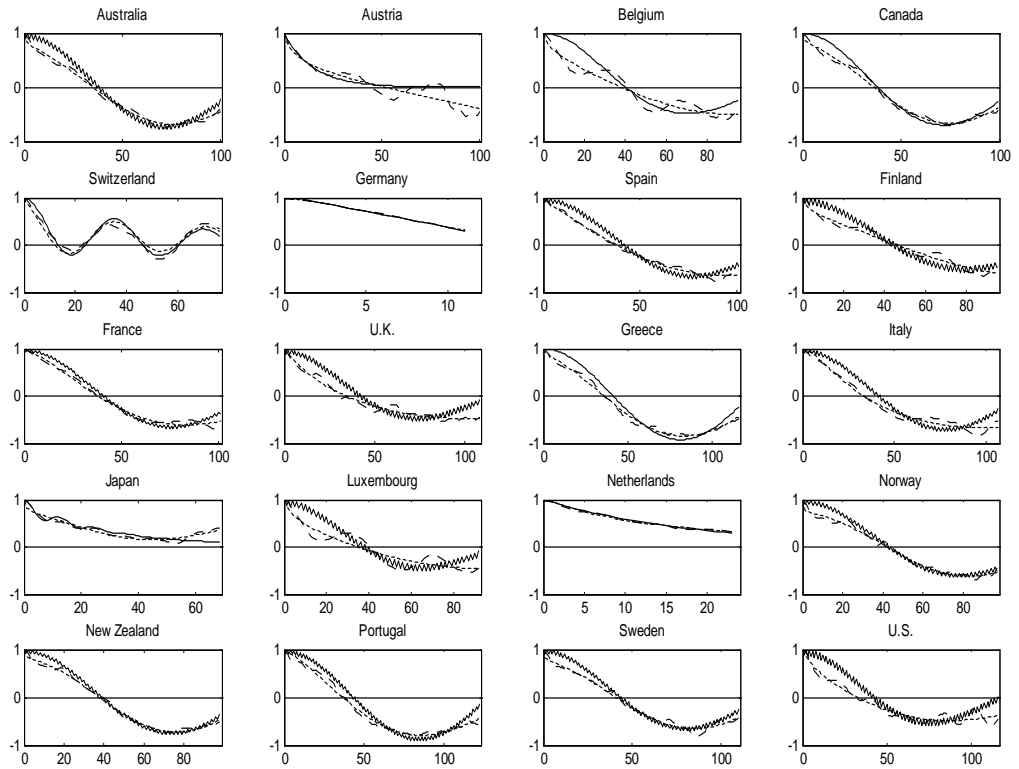 Australia Austria Belgium Canada
1 1 1 1
0 0 0 0
-1 -1 -1 -1
0 50 100 0 50 100 0 20 40 60 80 0 50 100
Switzerland Germany Spain Finland
1 1 1 1
0 0 0 0
-1 -1 -1 -1
0 20 40 60 0 5 10 0 50 100 0 20 40 60 80
France U.K. Greece Italy
1 1 1 1
0 0 0 0
-1 -1 -1 -1
0 50 100 0 50 100 0 50 100 0 50 100
Japan Luxembourg Netherlands Norway
1 1 1 1
0 0 0 0
-1 -1 -1 -1
0 20 40 60 0 20 40 60 80 0 5 10 15 20 0 20 40 60 80
New Zealand Portugal Sweden U.S.
1 1 1 1
0 0 0 0
-1 -1 -1 -1
0 20 40 60 80 0 50 100 0 50 100 0 50 100